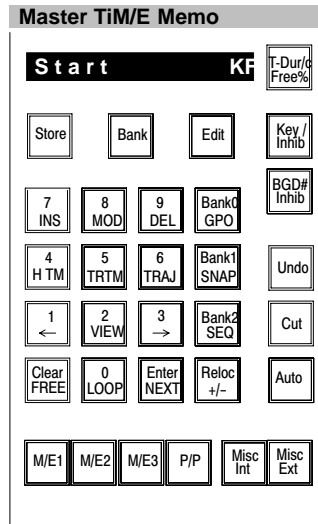 Master TiM/E Memo
Start KF
T-Dur/c
Free%
Store Bank Edit
Key /
Inhib
BGD#
Inhib
7 8 9 Bank0
INS MOD DEL GPO
4 5 6 Bank1
H TM TRTM TRAJ SNAP
Undo
1 2 3 Bank2
← VIEW → SEQ
Cut
Clear 0 Enter Reloc
FREE LOOP NEXT +/-
Auto
M/E1 M/E2 M/E3 P/P
Misc Misc
Int Ext